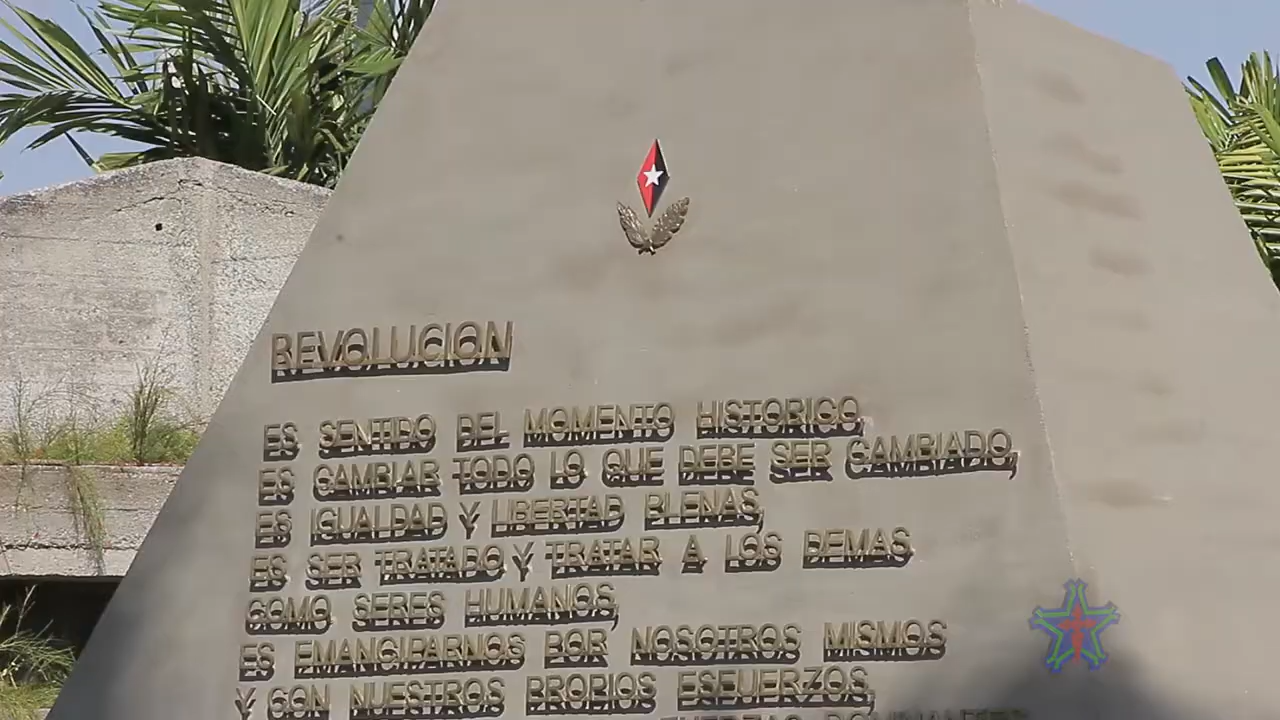 REVOLUCION
ES SENTIDO DEL MOMENTO HISTORICO,
ES CAMBIAR TODO LO QUE DEBE SER CAMBIADO,
ES IGUALDAD Y LIBERTAD PLENAS,
ES SER TRATADO Y TRATAR A LOS DEMAS
COMO SERES HUMANOS,
ES EMANCIPARNOS POR NOSOTROS MISMOS
Y CON NUESTROS PROPIOS ESFUERZOS,